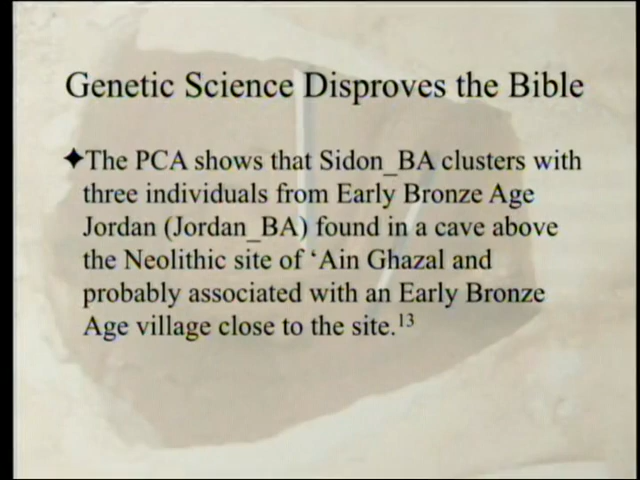 Genetic Science Disproves the Bible
✦The PCA shows that Sidon_BA clusters with
three individuals from Early Bronze Age
Jordan (Jordan_BA) found in a cave above
the Neolithic site of ‘Ain Ghazal and
probably associated with an Early Bronze
Age village close to the site.¹³